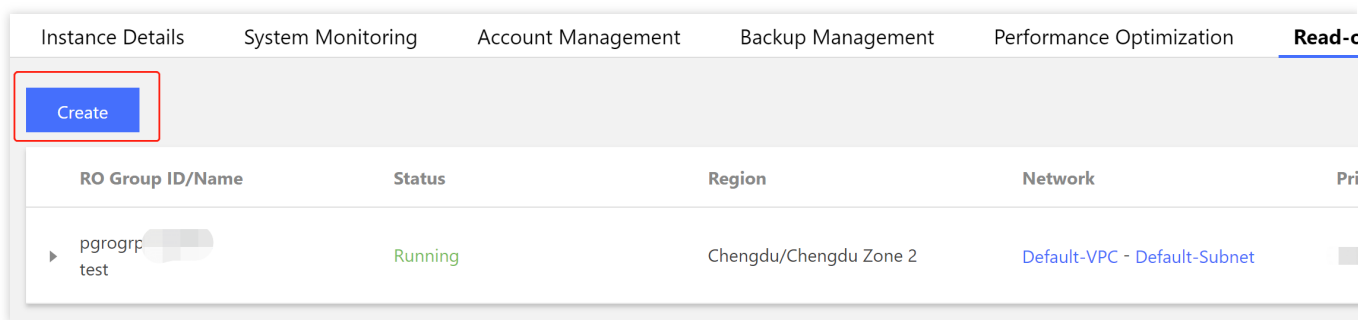 Instance Details System Monitoring Account Management Backup Management Performance Optimization
Create
RO Group ID/Name Status Region Network
pgrogrp
test
Running Chengdu/Chengdu Zone 2 Default-VPC - Default-Subnet